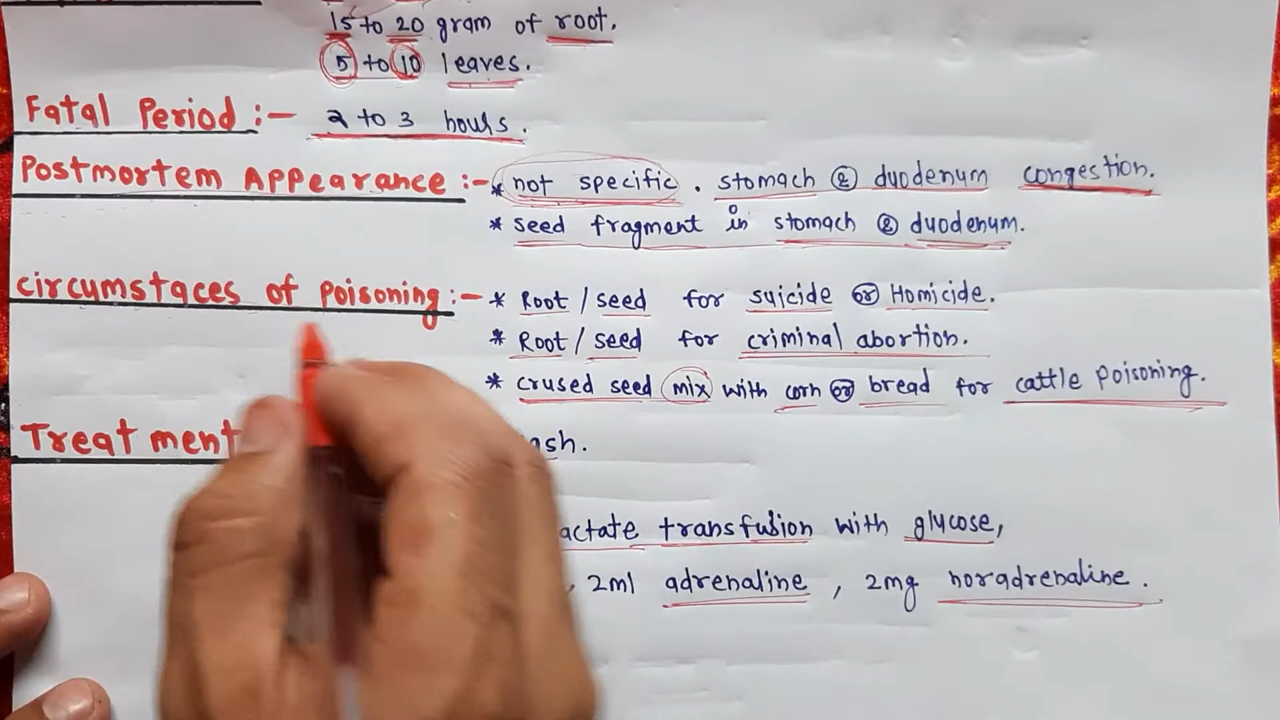 15 to 20 gram of root.
5 to 10 leaves.
Fatal Period :- 2 to 3 hours.
Postmortem Appearance :- * not specific. stomach & duodenum congestion.
* seed fragment in stomach & duodenum.
circumstaces of poisoning :- * Root / seed for suicide or Homicide.
* Root / seed for criminal abortion.
* crused seed mix with corn or bread for cattle poisoning.
Treatment
transfusion with glucose,
, 2ml adrenaline , 2mg noradrenaline.